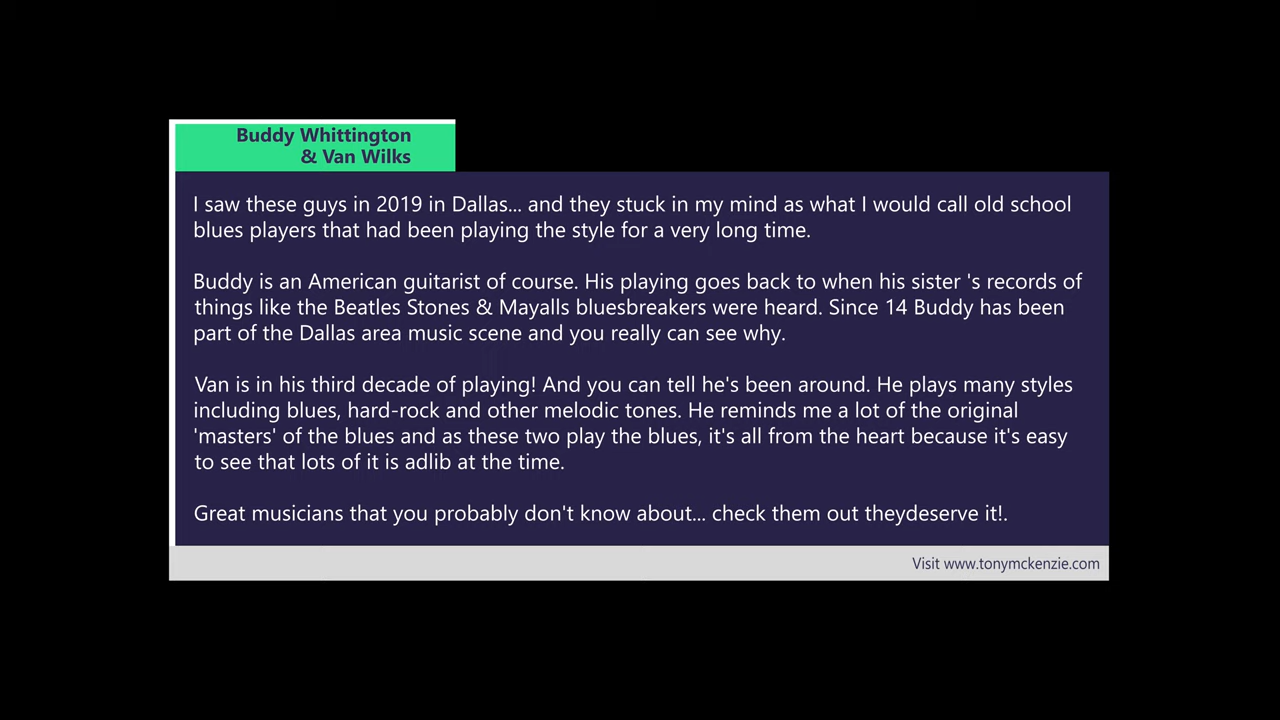 Buddy Whittington
& Van Wilks
I saw these guys in 2019 in Dallas... and they stuck in my mind as what I would call old school
blues players that had been playing the style for a very long time.
Buddy is an American guitarist of course. His playing goes back to when his sister 's records of
things like the Beatles Stones & Mayalls bluesbreakers were heard. Since 14 Buddy has been
part of the Dallas area music scene and you really can see why.
Van is in his third decade of playing! And you can tell he's been around. He plays many styles
including blues, hard-rock and other melodic tones. He reminds me a lot of the original
'masters' of the blues and as these two play the blues, it's all from the heart because it's easy
to see that lots of it is adlib at the time.
Great musicians that you probably don't know about... check them out theydeserve it!.
Visit www.tonymckenzie.com